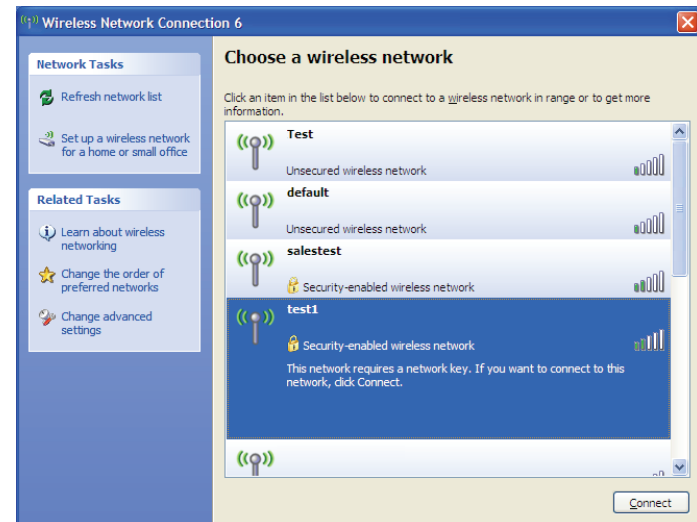 Wireless Network Connection 6
Network Tasks
Refresh network list
Set up a wireless network
for a home or small office
Related Tasks
Learn about wireless
networking
Change the order of
preferred networks
Change advanced
settings
Choose a wireless network
Click an item in the list below to connect to a wireless network in range or to get more
information.
Test
Unsecured wireless network
default
Unsecured wireless network
salestest
Security-enabled wireless network
test1
Security-enabled wireless network
This network requires a network key. If you want to connect to this
network, click Connect.
Connect